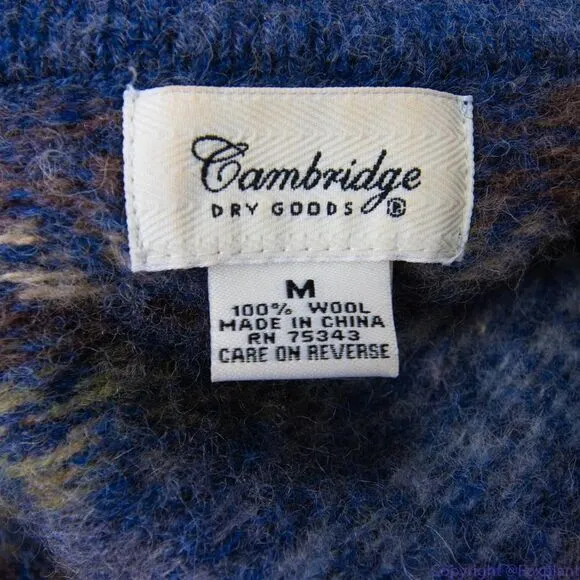 Cambridge
DRY GOODS ®
M
100% WOOL
MADE IN CHINA
RN 75343
CARE ON REVERSE